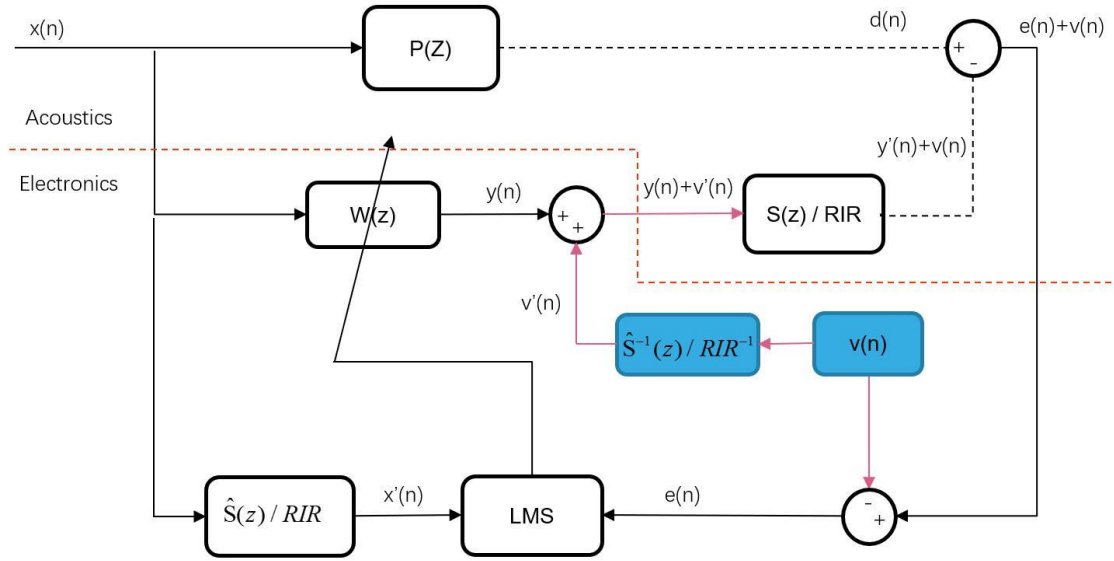 x(n)
P(Z)
d(n)
+
-
e(n)+v(n)
Acoustics
y’(n)+v(n)
Electronics
W(z)
y(n)
+
+
y(n)+v’(n)
S(z) / RIR
v’(n)
Ŝ⁻¹(z) / RIR⁻¹
v(n)
Ŝ(z) / RIR
x’(n)
LMS
e(n)
-
+